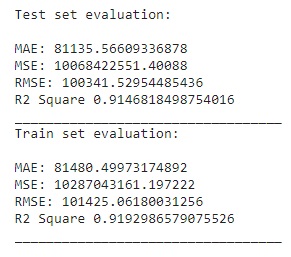 Test set evaluation:
MAE: 81135.56609336878
MSE: 10068422551.40088
RMSE: 100341.52954485436
R2 Square 0.9146818498754016
__________________________________
Train set evaluation:
MAE: 81480.49973174892
MSE: 10287043161.197222
RMSE: 101425.06180031256
R2 Square 0.9192986579075526
__________________________________